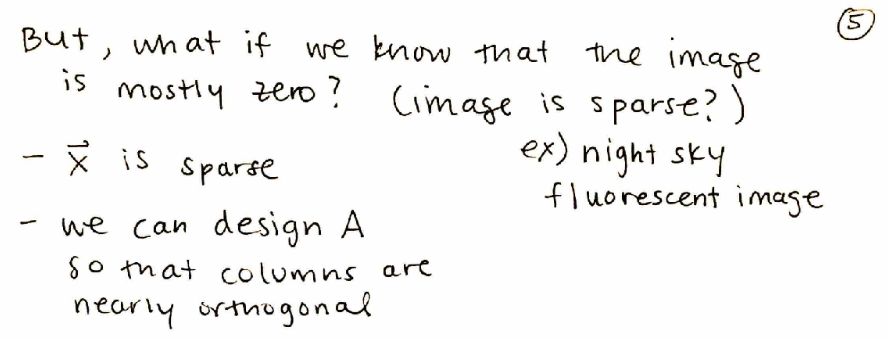 ⑤
But, what if we know that the image
is mostly zero? (image is sparse?)
- x⃗ is sparse
ex) night sky
fluorescent image
- we can design A
so that columns are
nearly orthogonal